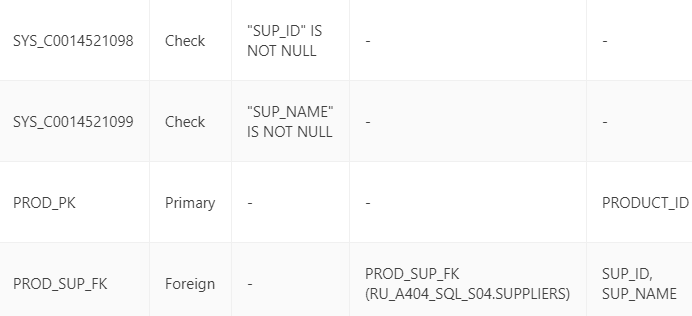 SYS_C0014521098 Check "SUP_ID" IS NOT NULL - -
SYS_C0014521099 Check "SUP_NAME" IS NOT NULL - -
PROD_PK Primary - - PRODUCT_ID
PROD_SUP_FK Foreign - PROD_SUP_FK (RU_A404_SQL_S04.SUPPLIERS) SUP_ID, SUP_NAME